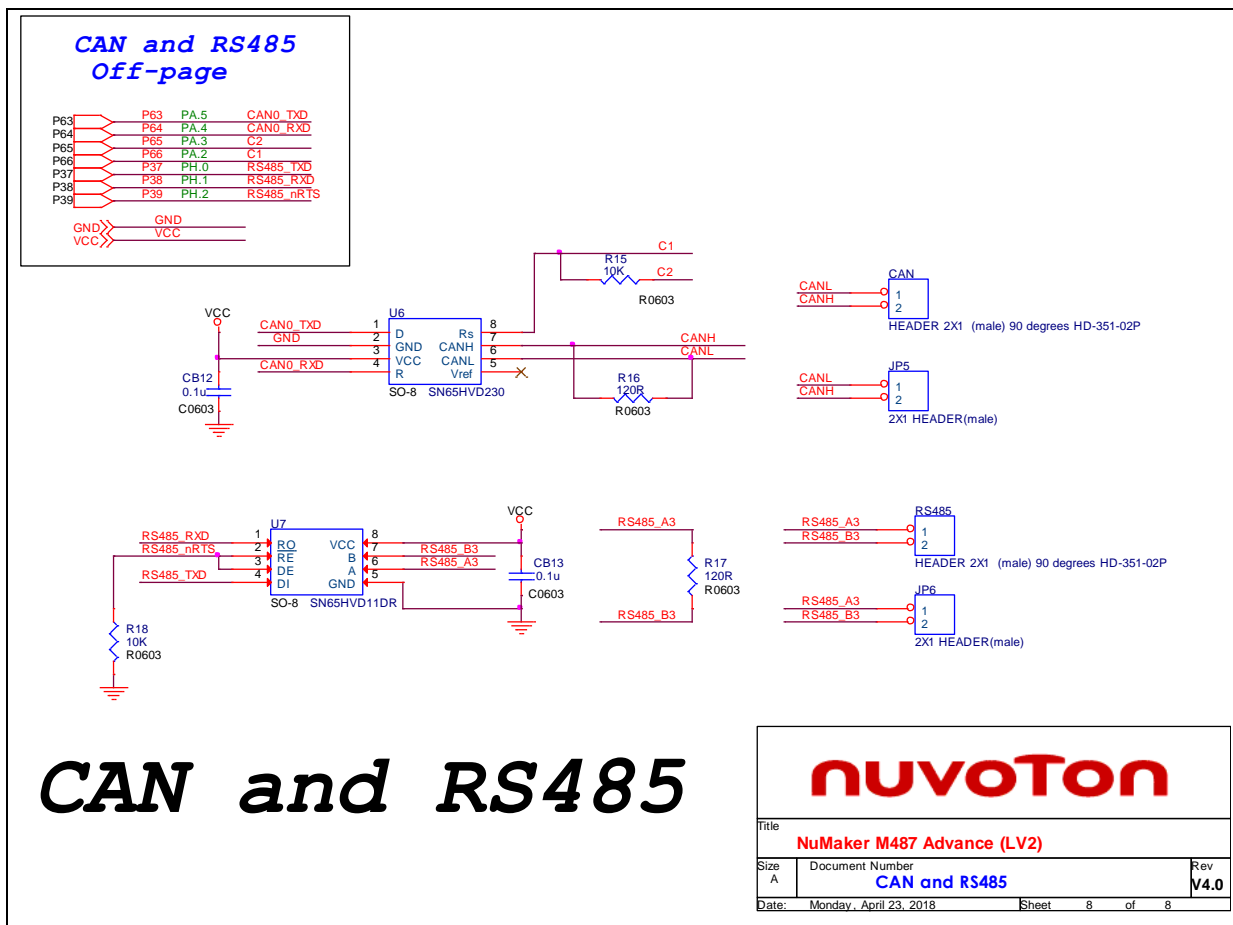 CAN and RS485
Off-page
P63 P63 PA.5 CAN0_TXD
P64 P64 PA.4 CAN0_RXD
P65 P65 PA.3 C2
P66 P66 PA.2 C1
P37 P37 PH.0 RS485_TXD
P38 P38 PH.1 RS485_RXD
P39 P39 PH.2 RS485_nRTS
GND GND
VCC VCC
C1
R15
10K
C2
R0603
VCC
CB12
0.1u
C0603
U6
CAN0_TXD 1 D Rs 8
GND 2 GND CANH 7 CANH
3 VCC CANL 6 CANL
CAN0_RXD 4 R Vref 5
SO-8 SN65HVD230
R16
120R
R0603
CAN
CANL 1
CANH 2
HEADER 2X1 (male) 90 degrees HD-351-02P
JP5
CANL 1
CANH 2
2X1 HEADER(male)
U7
RS485_RXD 1 RO VCC 8
RS485_nRTS 2 RE B 7 RS485_B3
3 DE A 6 RS485_A3
RS485_TXD 4 DI GND 5
SO-8 SN65HVD11DR
VCC
CB13
0.1u
C0603
R18
10K
R0603
RS485_A3
R17
120R
R0603
RS485_B3
RS485
RS485_A3 1
RS485_B3 2
HEADER 2X1 (male) 90 degrees HD-351-02P
JP6
RS485_A3 1
RS485_B3 2
2X1 HEADER(male)
CAN and RS485
nuvoTon
Title
NuMaker M487 Advance (LV2)
Size Document Number Rev
A CAN and RS485 V4.0
Date: Monday, April 23, 2018 Sheet 8 of 8